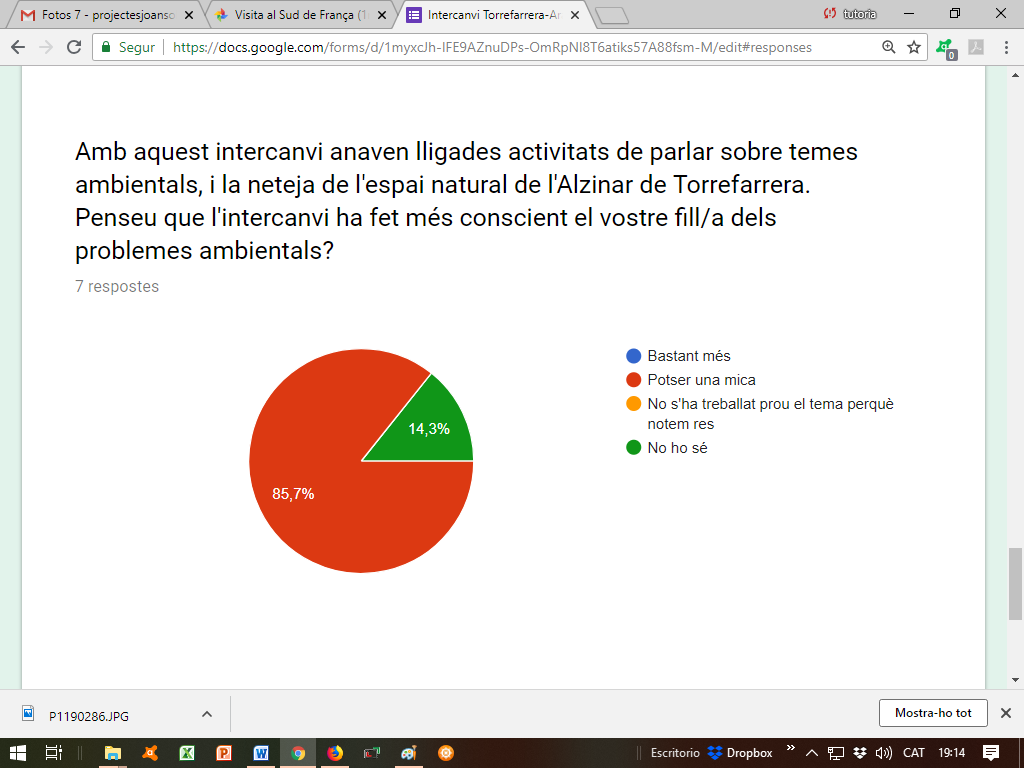 Fotos 7 - projectesjoanso
Visita al Sud de França (1
Intercanvi Torrefarrera-A
tutoria
Segur
https://docs.google.com/forms/d/1myxcJh-IFE9AZnuDPs-OmRpNI8T6atiks57A88fsm-M/edit#responses
0
Amb aquest intercanvi anaven lligades activitats de parlar sobre temes
ambientals, i la neteja de l'espai natural de l'Alzinar de Torrefarrera.
Penseu que l'intercanvi ha fet més conscient el vostre fill/a dels
problemes ambientals?
7 respostes
Bastant més
Potser una mica
No s'ha treballat prou el tema perquè
notem res
No ho sé
14,3%
85,7%
P1190286.JPG
Mostra-ho tot
Escritorio
Dropbox
CAT
19:14